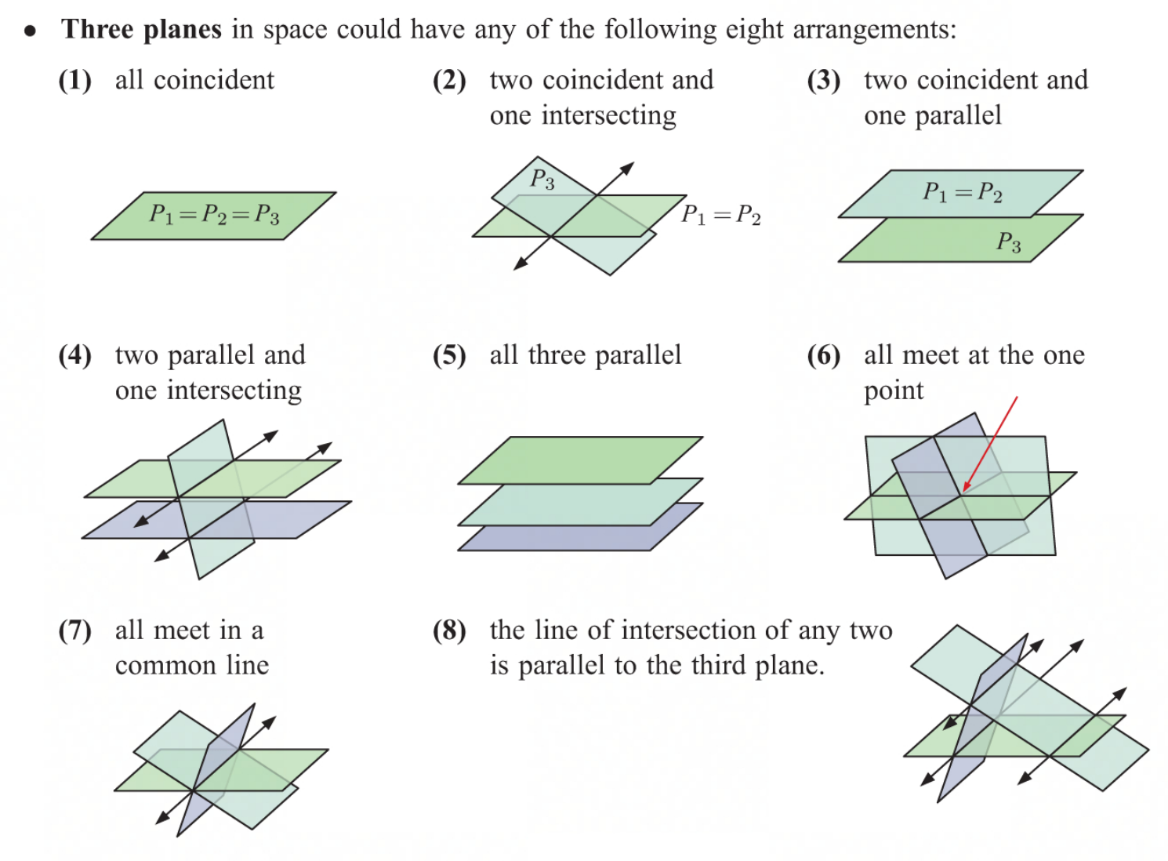 • Three planes in space could have any of the following eight arrangements:
(1) all coincident
(2) two coincident and
one intersecting
(3) two coincident and
one parallel
P₁ = P₂ = P₃
P₃
P₁ = P₂
P₁ = P₂
P₃
(4) two parallel and
one intersecting
(5) all three parallel
(6) all meet at the one
point
(7) all meet in a
common line
(8) the line of intersection of any two
is parallel to the third plane.